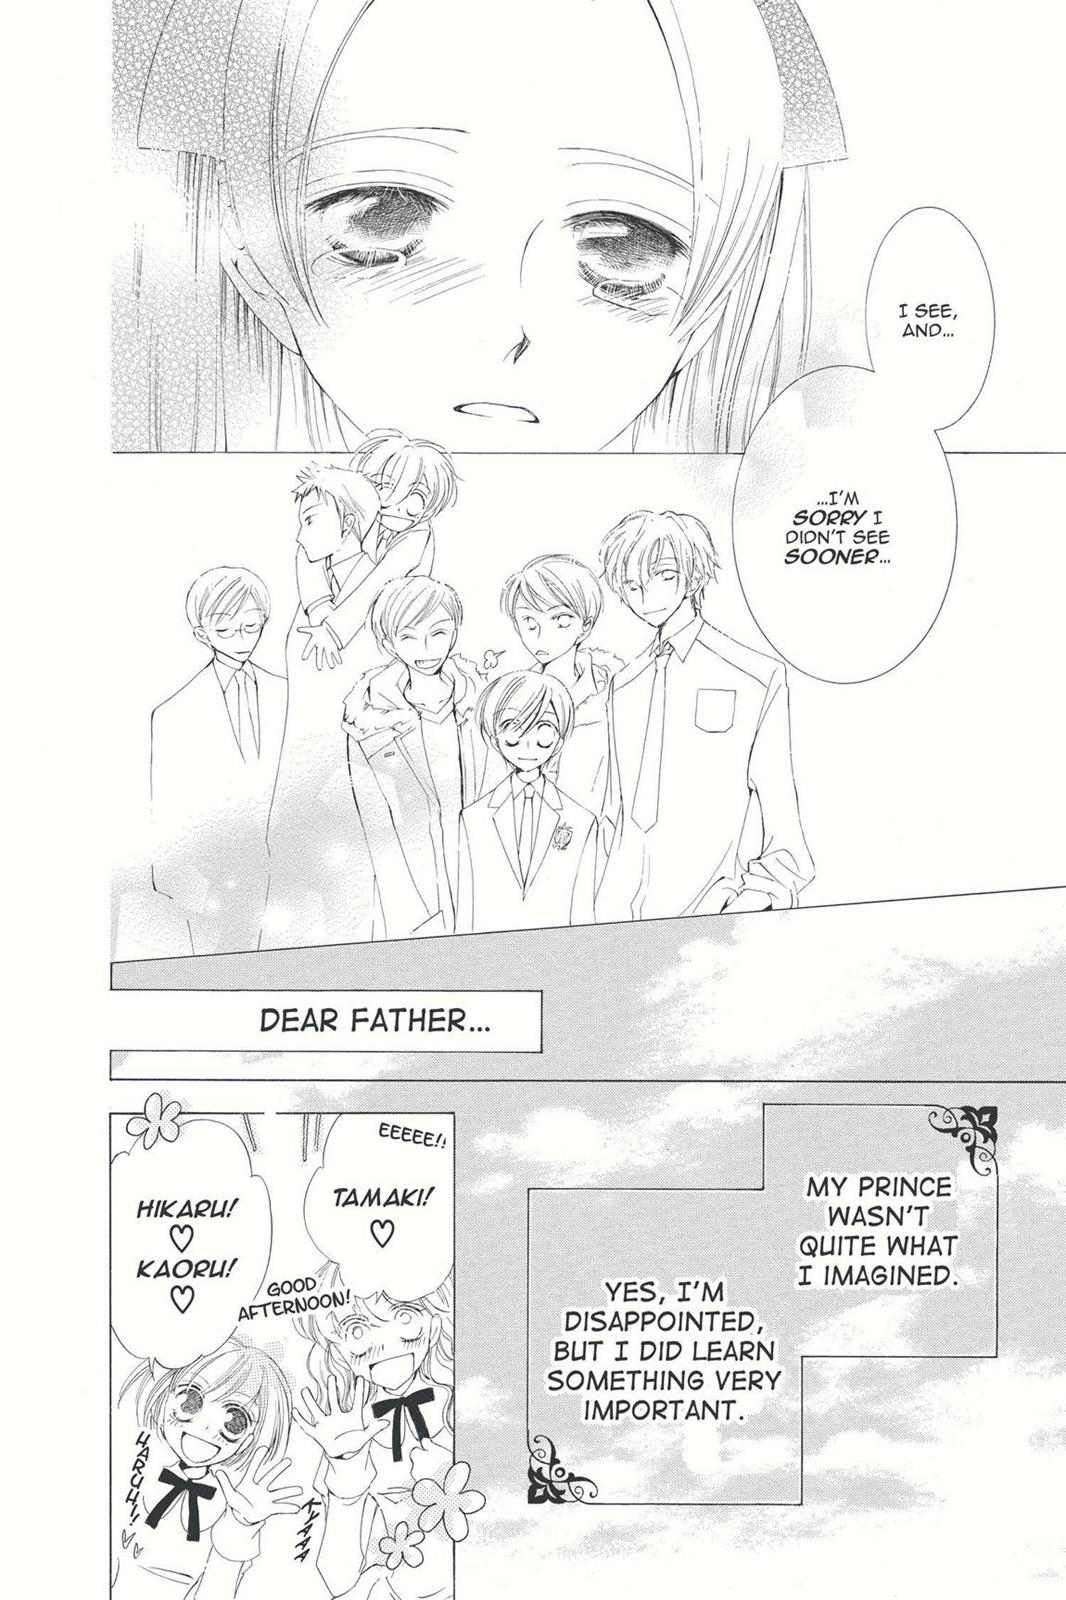 I SEE,
AND...
...I'M
SORRY I
DIDN'T SEE
SOONER...
DEAR FATHER...
MY PRINCE
WASN'T
QUITE WHAT
I IMAGINED.
YES, I'M
DISAPPOINTED,
BUT I DID LEARN
SOMETHING VERY
IMPORTANT.
EEEEE!!
TAMAKI!
♡
HIKARU!
♡
KAORU!
♡
GOOD
AFTERNOON!
HARUHI!
KYAAA